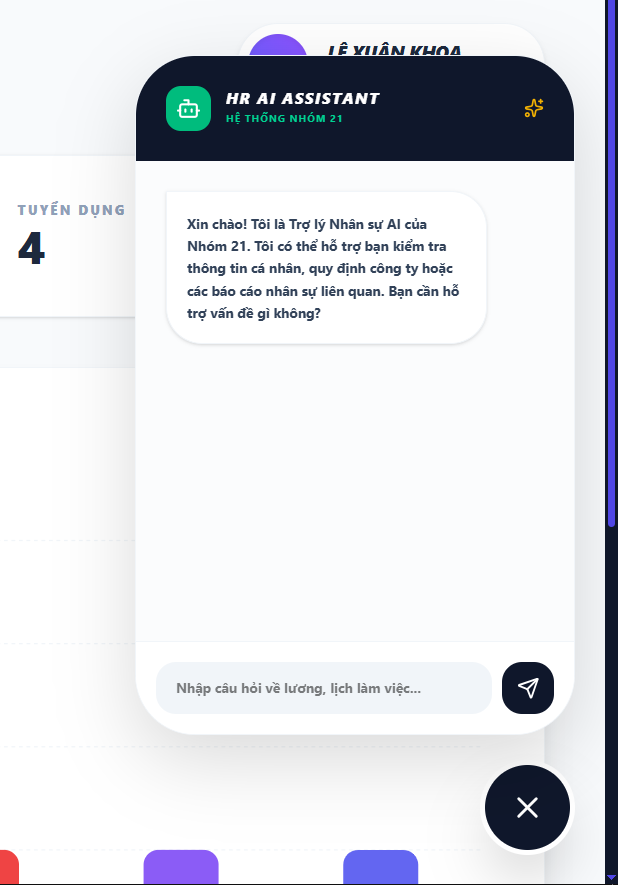 LÊ XUÂN KHOA
HR AI ASSISTANT
HỆ THỐNG NHÓM 21
TUYỂN DỤNG
4
Xin chào! Tôi là Trợ lý Nhân sự AI của
Nhóm 21. Tôi có thể hỗ trợ bạn kiểm tra
thông tin cá nhân, quy định công ty hoặc
các báo cáo nhân sự liên quan. Bạn cần hỗ
trợ vấn đề gì không?
Nhập câu hỏi về lương, lịch làm việc...